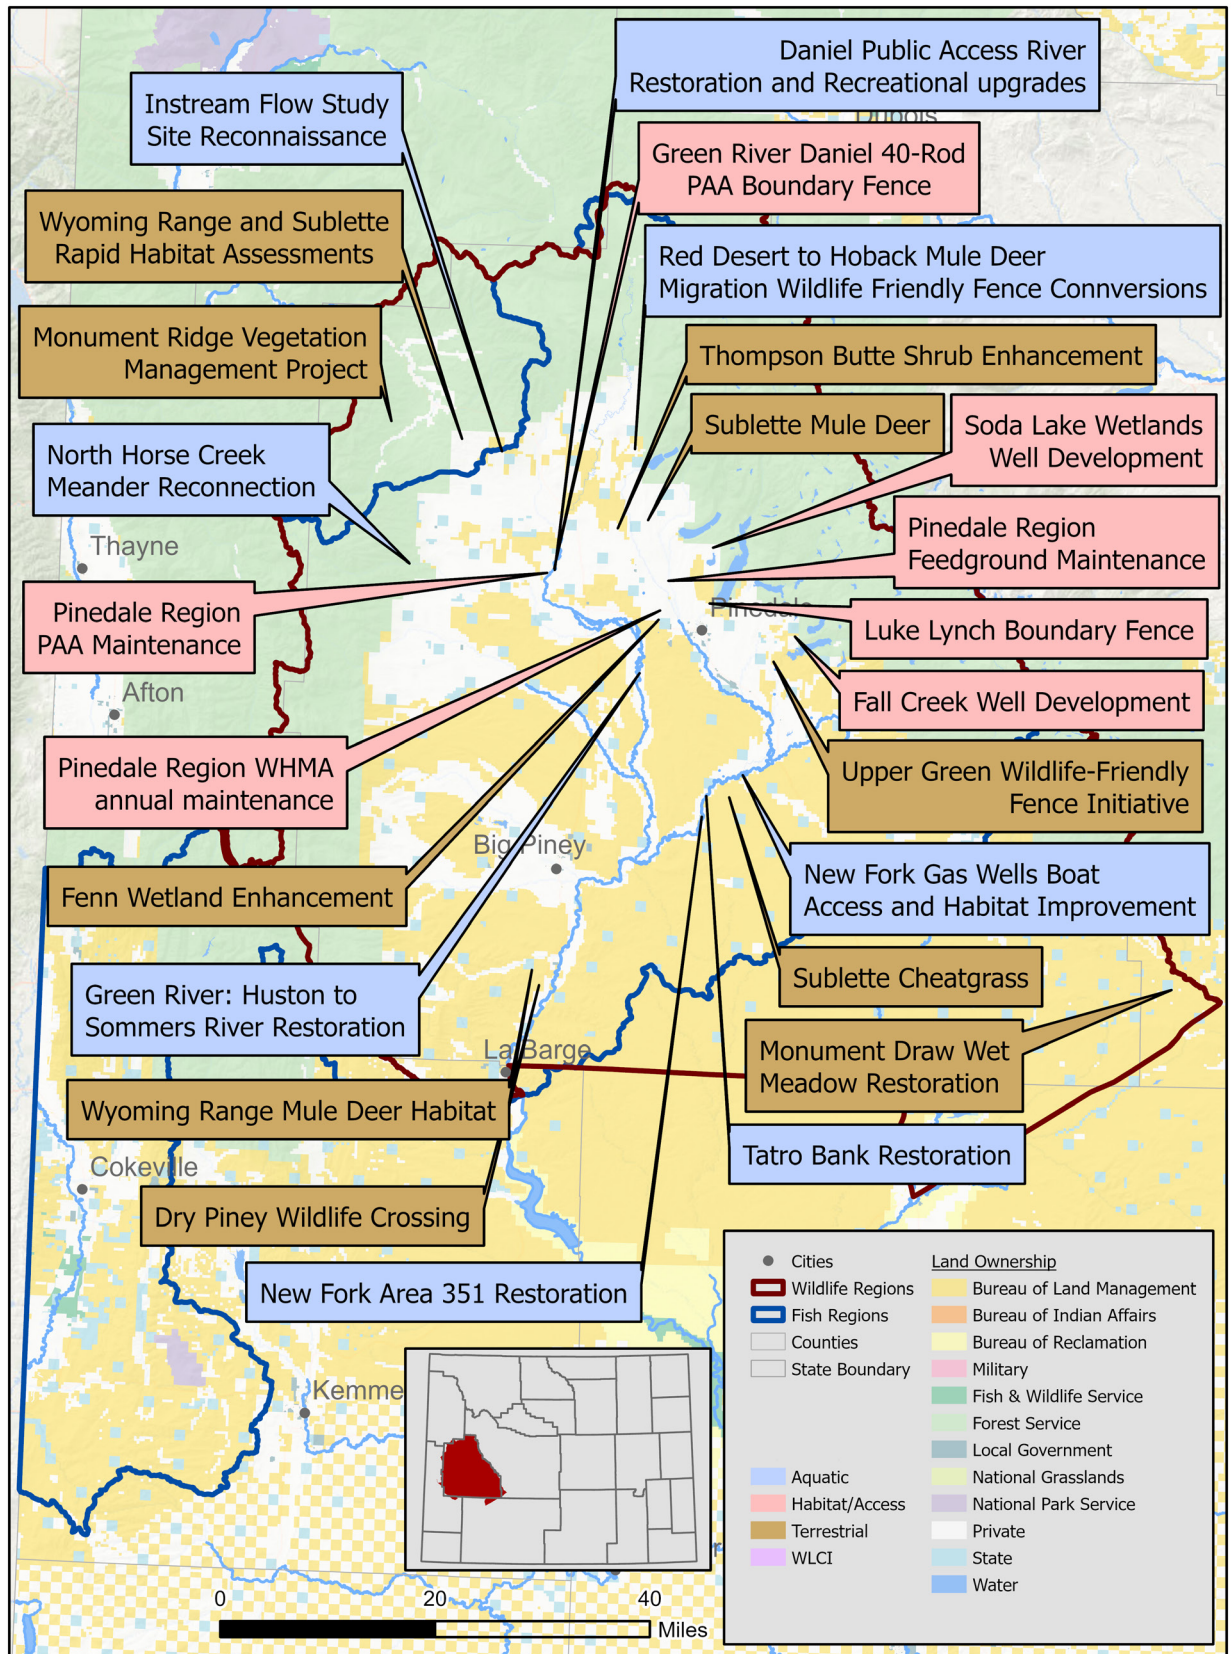 Daniel Public Access River
Restoration and Recreational upgrades
Instream Flow Study
Site Reconnaissance
Dubois
Green River Daniel 40-Rod
PAA Boundary Fence
Wyoming Range and Sublette
Rapid Habitat Assessments
Red Desert to Hoback Mule Deer
Migration Wildlife Friendly Fence Connversions
Monument Ridge Vegetation
Management Project
Thompson Butte Shrub Enhancement
Sublette Mule Deer
Soda Lake Wetlands
Well Development
North Horse Creek
Meander Reconnection
Pinedale Region
Feedground Maintenance
Thayne
Pinedale Region
PAA Maintenance
Pinedale
Luke Lynch Boundary Fence
Afton
Fall Creek Well Development
Pinedale Region WHMA
annual maintenance
Upper Green Wildlife-Friendly
Fence Initiative
Big Piney
Fenn Wetland Enhancement
New Fork Gas Wells Boat
Access and Habitat Improvement
Sublette Cheatgrass
Green River: Huston to
Sommers River Restoration
La Barge
Monument Draw Wet
Meadow Restoration
Wyoming Range Mule Deer Habitat
Tatro Bank Restoration
Cokeville
Dry Piney Wildlife Crossing
New Fork Area 351 Restoration
Kemme
Cities
Wildlife Regions
Fish Regions
Counties
State Boundary
Aquatic
Habitat/Access
Terrestrial
WLCI
Land Ownership
Bureau of Land Management
Bureau of Indian Affairs
Bureau of Reclamation
Military
Fish & Wildlife Service
Forest Service
Local Government
National Grasslands
National Park Service
Private
State
Water
0 20 40
Miles